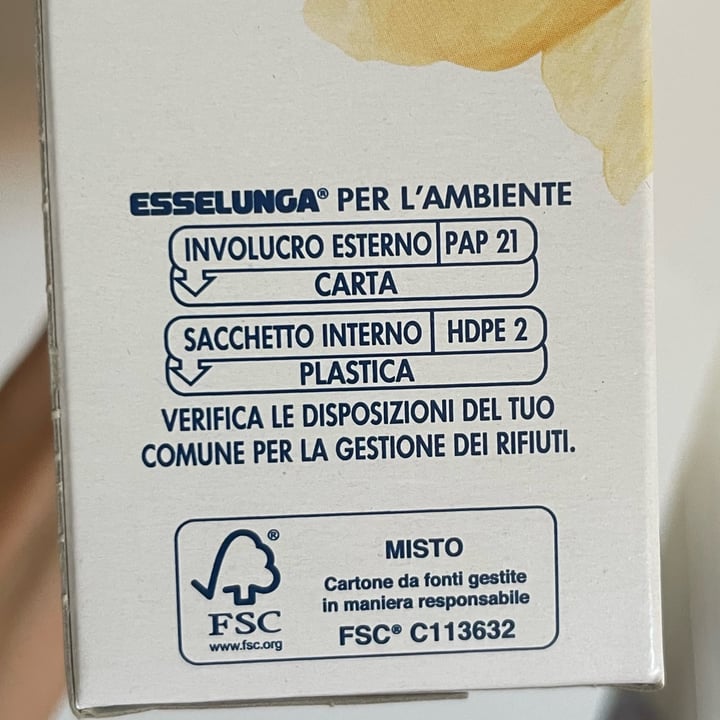 ESSELUNGA® PER L'AMBIENTE
INVOLUCRO ESTERNO PAP 21
CARTA
SACCHETTO INTERNO HDPE 2
PLASTICA
VERIFICA LE DISPOSIZIONI DEL TUO
COMUNE PER LA GESTIONE DEI RIFIUTI.
®
FSC
www.fsc.org
MISTO
Cartone da fonti gestite
in maniera responsabile
FSC® C113632